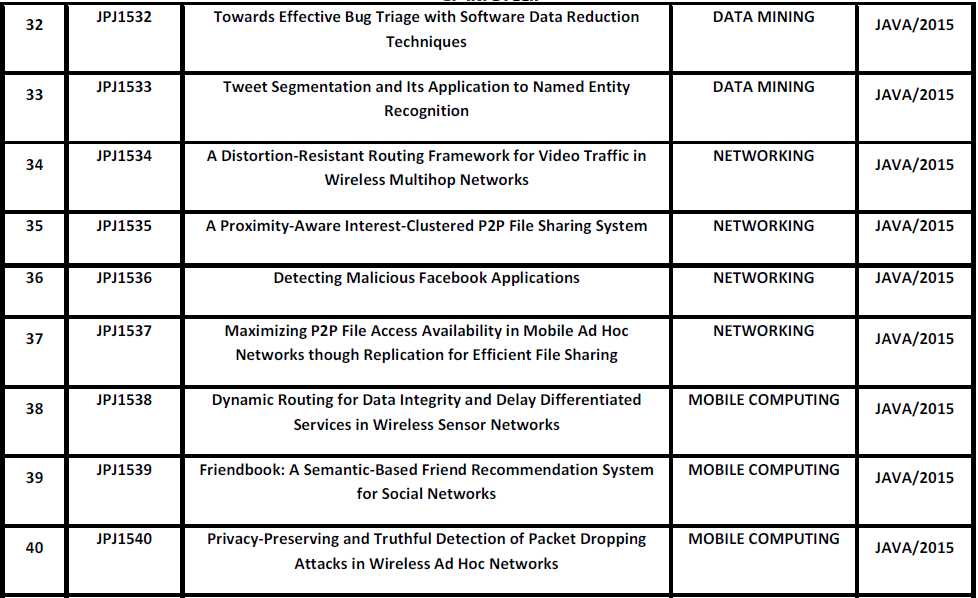 32 JPJ1532 Towards Effective Bug Triage with Software Data Reduction DATA MINING JAVA/2015
Techniques
33 JPJ1533 Tweet Segmentation and Its Application to Named Entity DATA MINING JAVA/2015
Recognition
34 JPJ1534 A Distortion-Resistant Routing Framework for Video Traffic in NETWORKING JAVA/2015
Wireless Multihop Networks
35 JPJ1535 A Proximity-Aware Interest-Clustered P2P File Sharing System NETWORKING JAVA/2015
36 JPJ1536 Detecting Malicious Facebook Applications NETWORKING JAVA/2015
37 JPJ1537 Maximizing P2P File Access Availability in Mobile Ad Hoc NETWORKING JAVA/2015
Networks though Replication for Efficient File Sharing
38 JPJ1538 Dynamic Routing for Data Integrity and Delay Differentiated MOBILE COMPUTING JAVA/2015
Services in Wireless Sensor Networks
39 JPJ1539 Friendbook: A Semantic-Based Friend Recommendation System MOBILE COMPUTING JAVA/2015
for Social Networks
40 JPJ1540 Privacy-Preserving and Truthful Detection of Packet Dropping MOBILE COMPUTING JAVA/2015
Attacks in Wireless Ad Hoc Networks